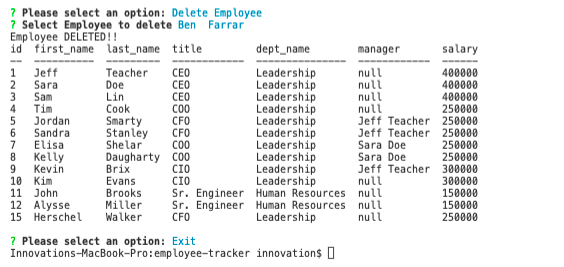 ? Please select an option: Delete Employee
? Select Employee to delete Ben  Farrar
Employee DELETED!!
id  first_name  last_name  title         dept_name        manager       salary
--  ----------  ---------  ------------  ---------------  ------------  ------
1   Jeff        Teacher    CEO           Leadership       null          400000
2   Sara        Doe        CEO           Leadership       null          400000
3   Sam         Lin        CEO           Leadership       null          400000
4   Tim         Cook       COO           Leadership       null          250000
5   Jordan      Smarty     CFO           Leadership       Jeff Teacher  250000
6   Sandra      Stanley    CFO           Leadership       Jeff Teacher  250000
7   Elisa       Shelar     COO           Leadership       Sara Doe      250000
8   Kelly       Daugharty  COO           Leadership       Sara Doe      250000
9   Kevin       Brix       CIO           Leadership       Jeff Teacher  300000
10  Kim         Evans      CIO           Leadership       null          300000
11  John        Brooks     Sr. Engineer  Human Resources  null          150000
12  Alysse      Miller     Sr. Engineer  Human Resources  null          150000
15  Herschel    Walker     CFO           Leadership       null          250000
? Please select an option: Exit
Innovations-MacBook-Pro:employee-tracker innovation$